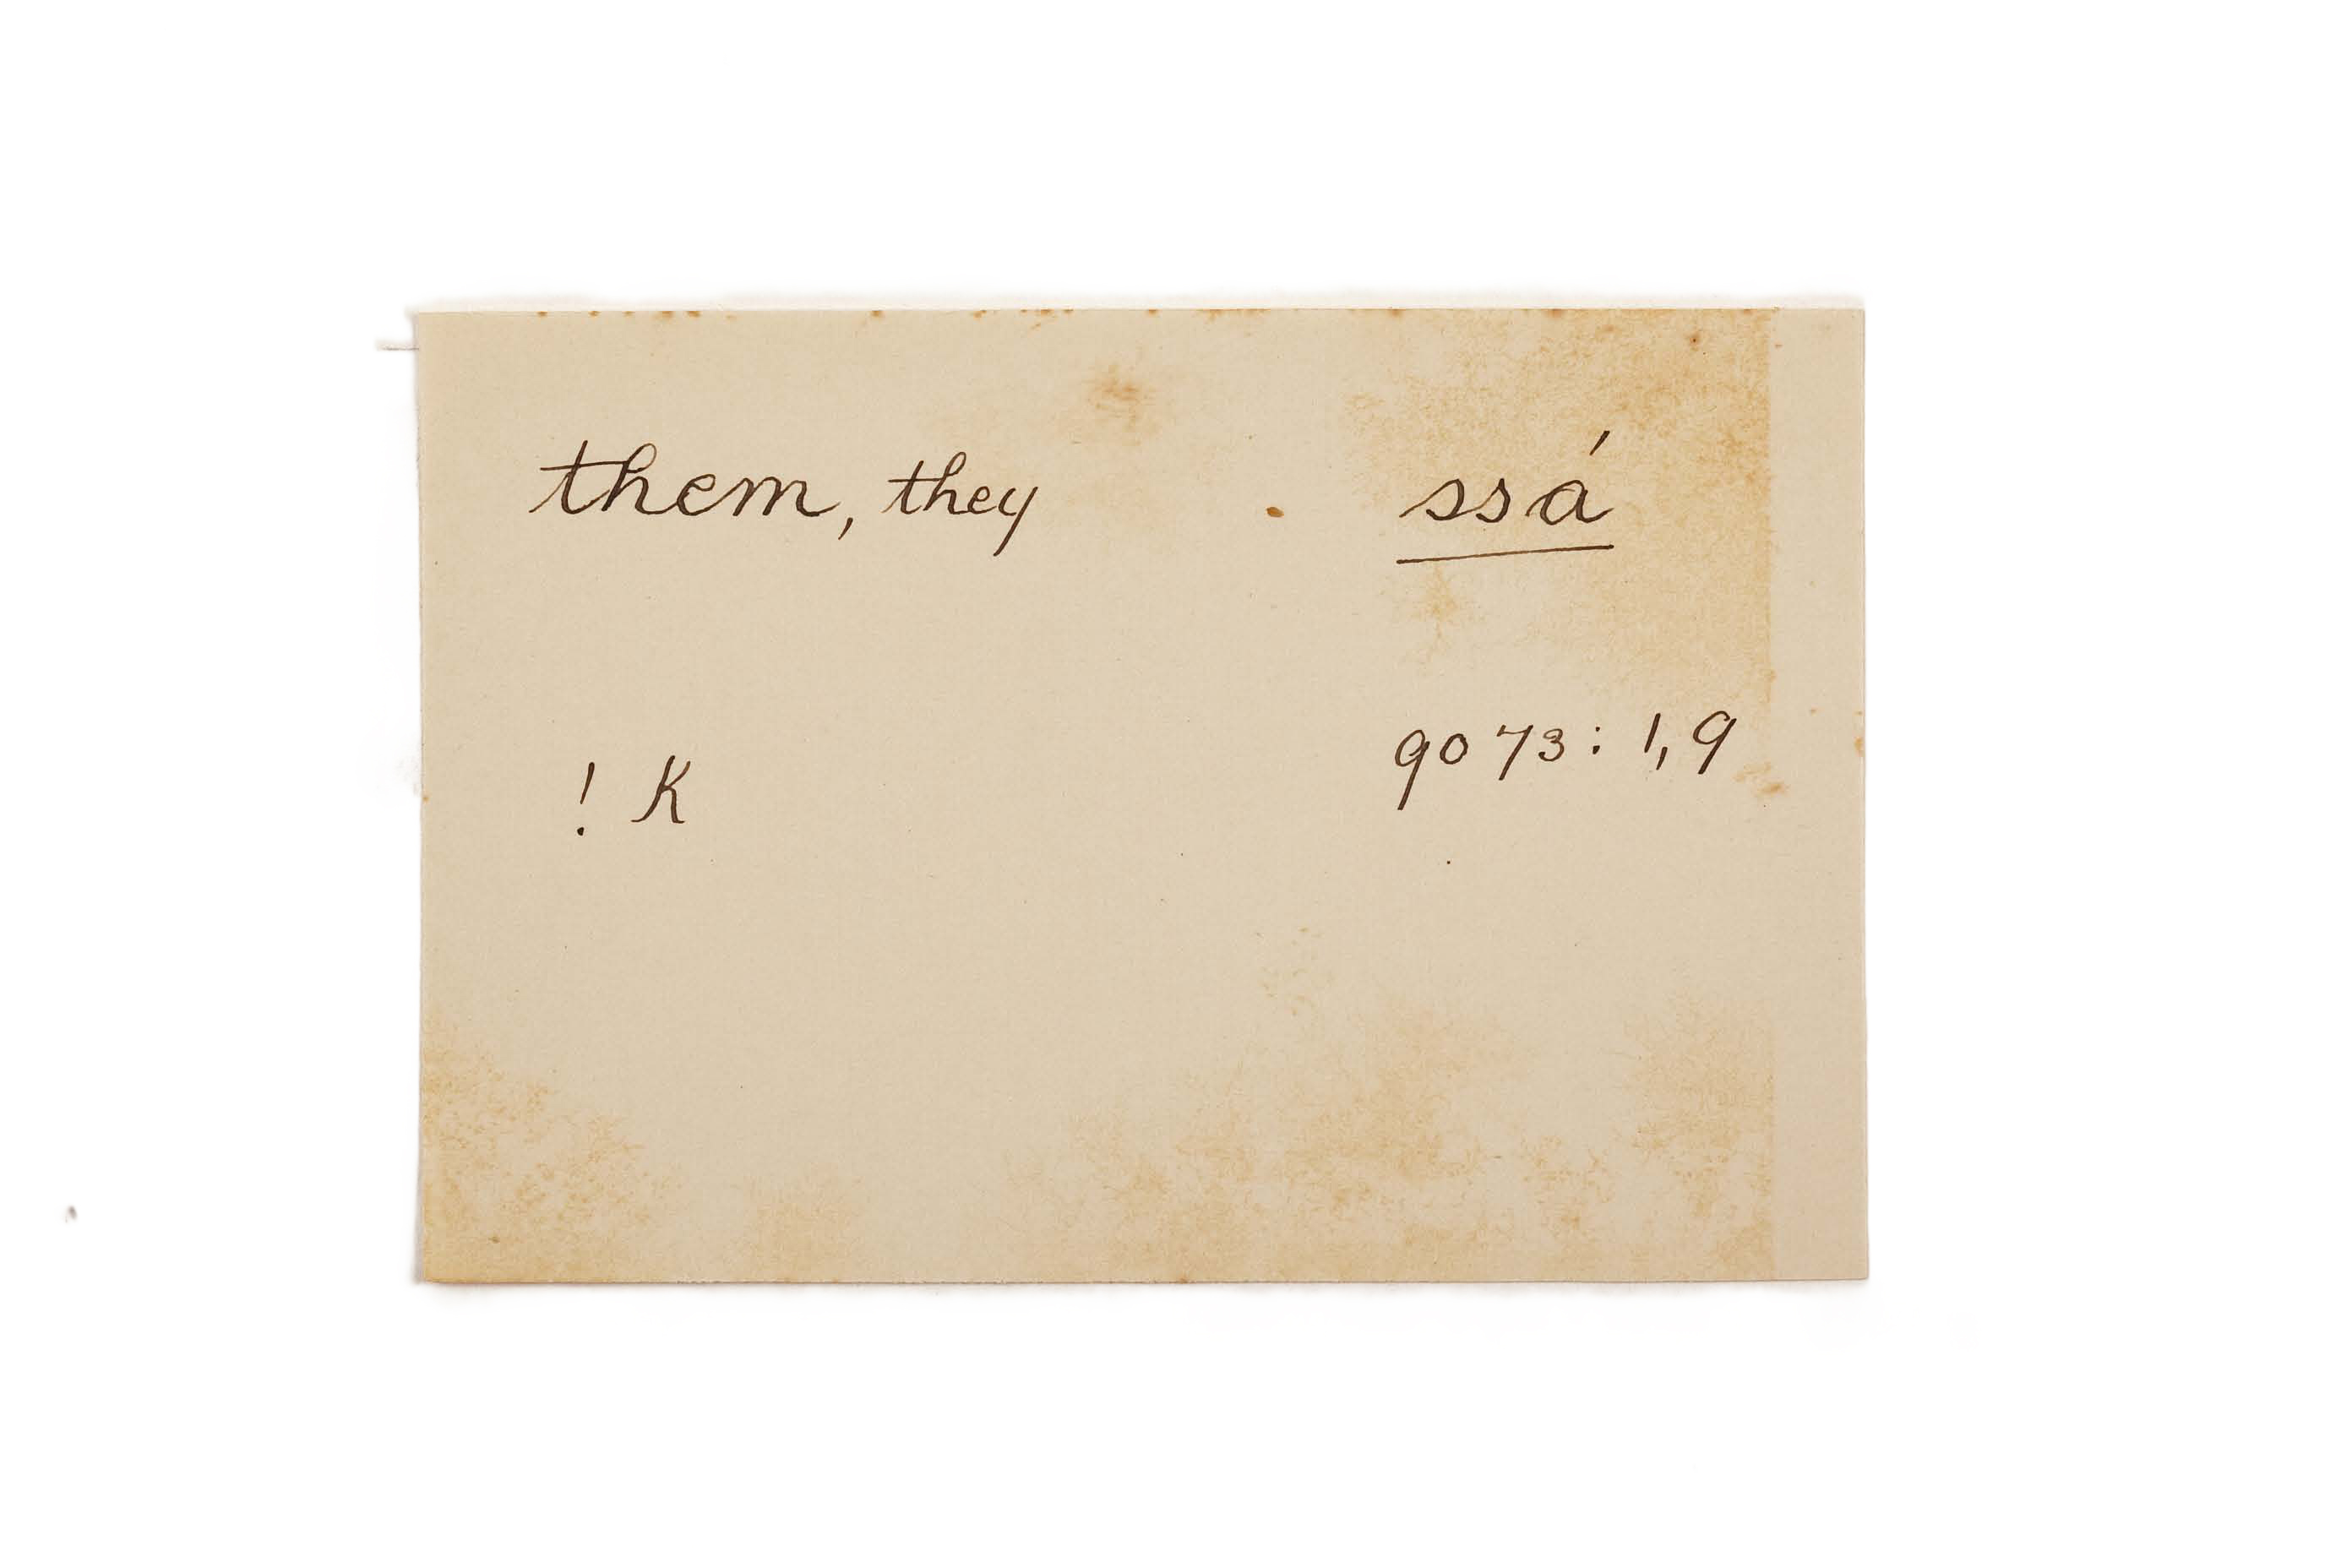 them, they ssá
! K 9073: 1, 9